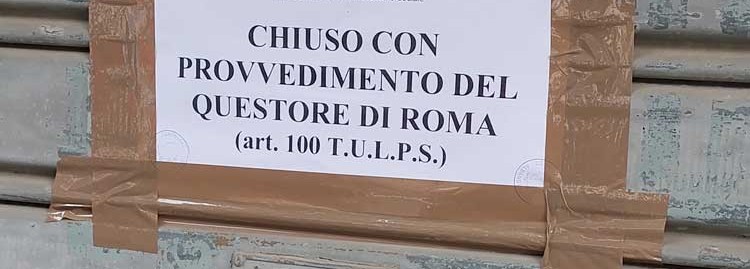 CHIUSO CON
PROVVEDIMENTO DEL
QUESTORE DI ROMA
(art. 100 T.U.L.P.S.)